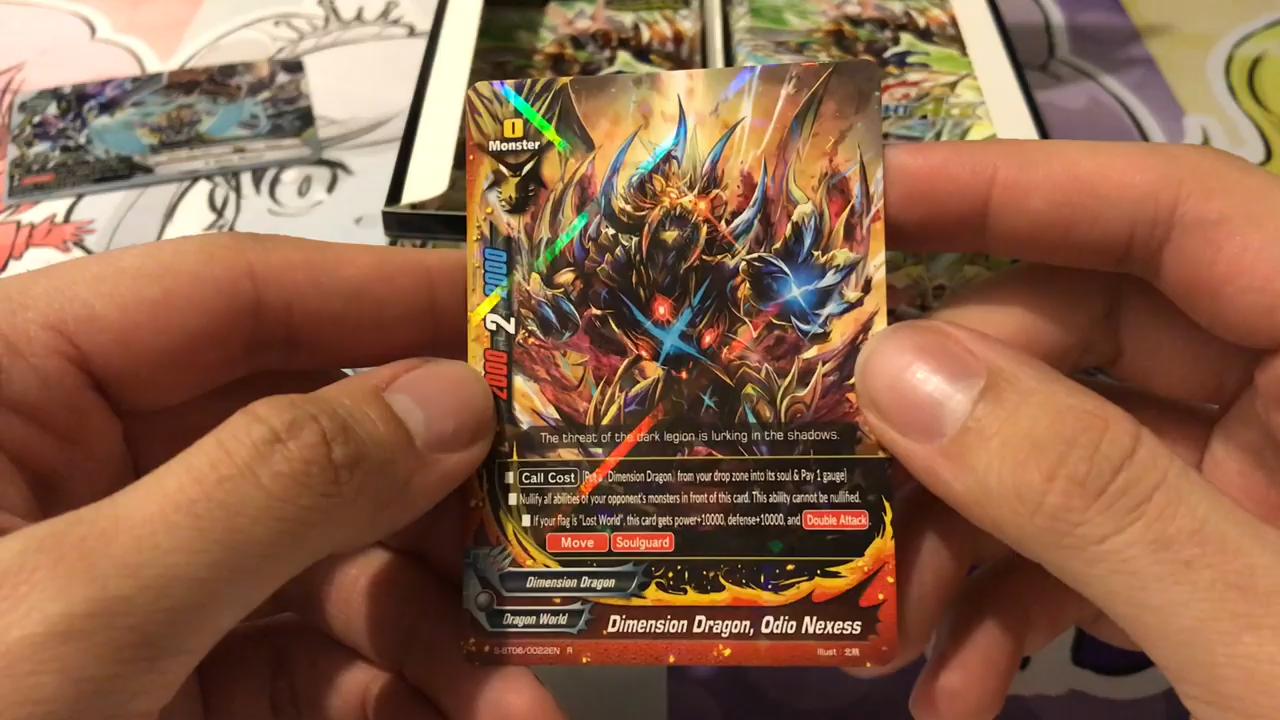 0
Monster
2000
2
The threat of the dark legion is lurking in the shadows.
Call Cost [Put a Dimension Dragon from your drop zone into its soul & Pay 1 gauge]
Nullify all abilities of your opponent's monsters in front of this card. This ability cannot be nullified.
If your flag is "Lost World", this card gets power+10000, defense+10000, and Double Attack.
Move Soulguard
Dimension Dragon
Dragon World
Dimension Dragon, Odio Nexess
S-BT06/0022EN R
Illust: